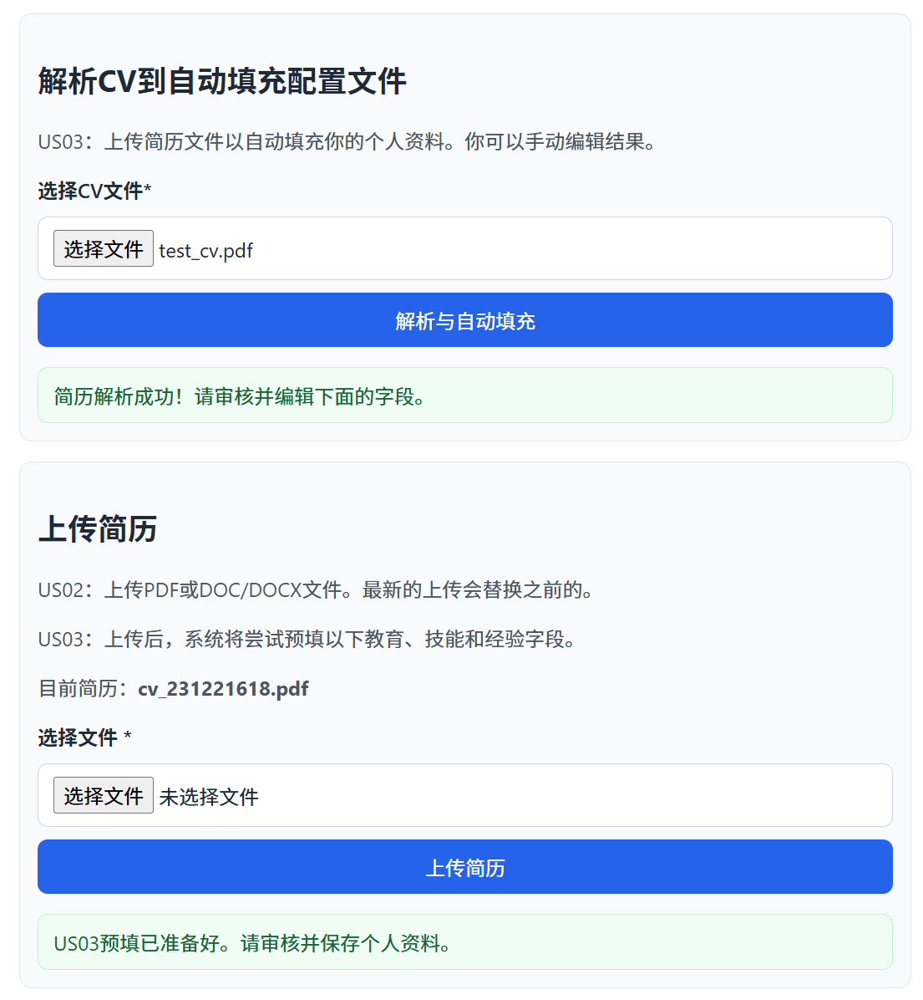 解析CV到自动填充配置文件
US03：上传简历文件以自动填充你的个人资料。你可以手动编辑结果。
选择CV文件*
选择文件 test_cv.pdf
解析与自动填充
简历解析成功！请审核并编辑下面的字段。
上传简历
US02：上传PDF或DOC/DOCX文件。最新的上传会替换之前的。
US03：上传后，系统将尝试预填以下教育、技能和经验字段。
目前简历：cv_231221618.pdf
选择文件 *
选择文件 未选择文件
上传简历
US03预填已准备好。请审核并保存个人资料。